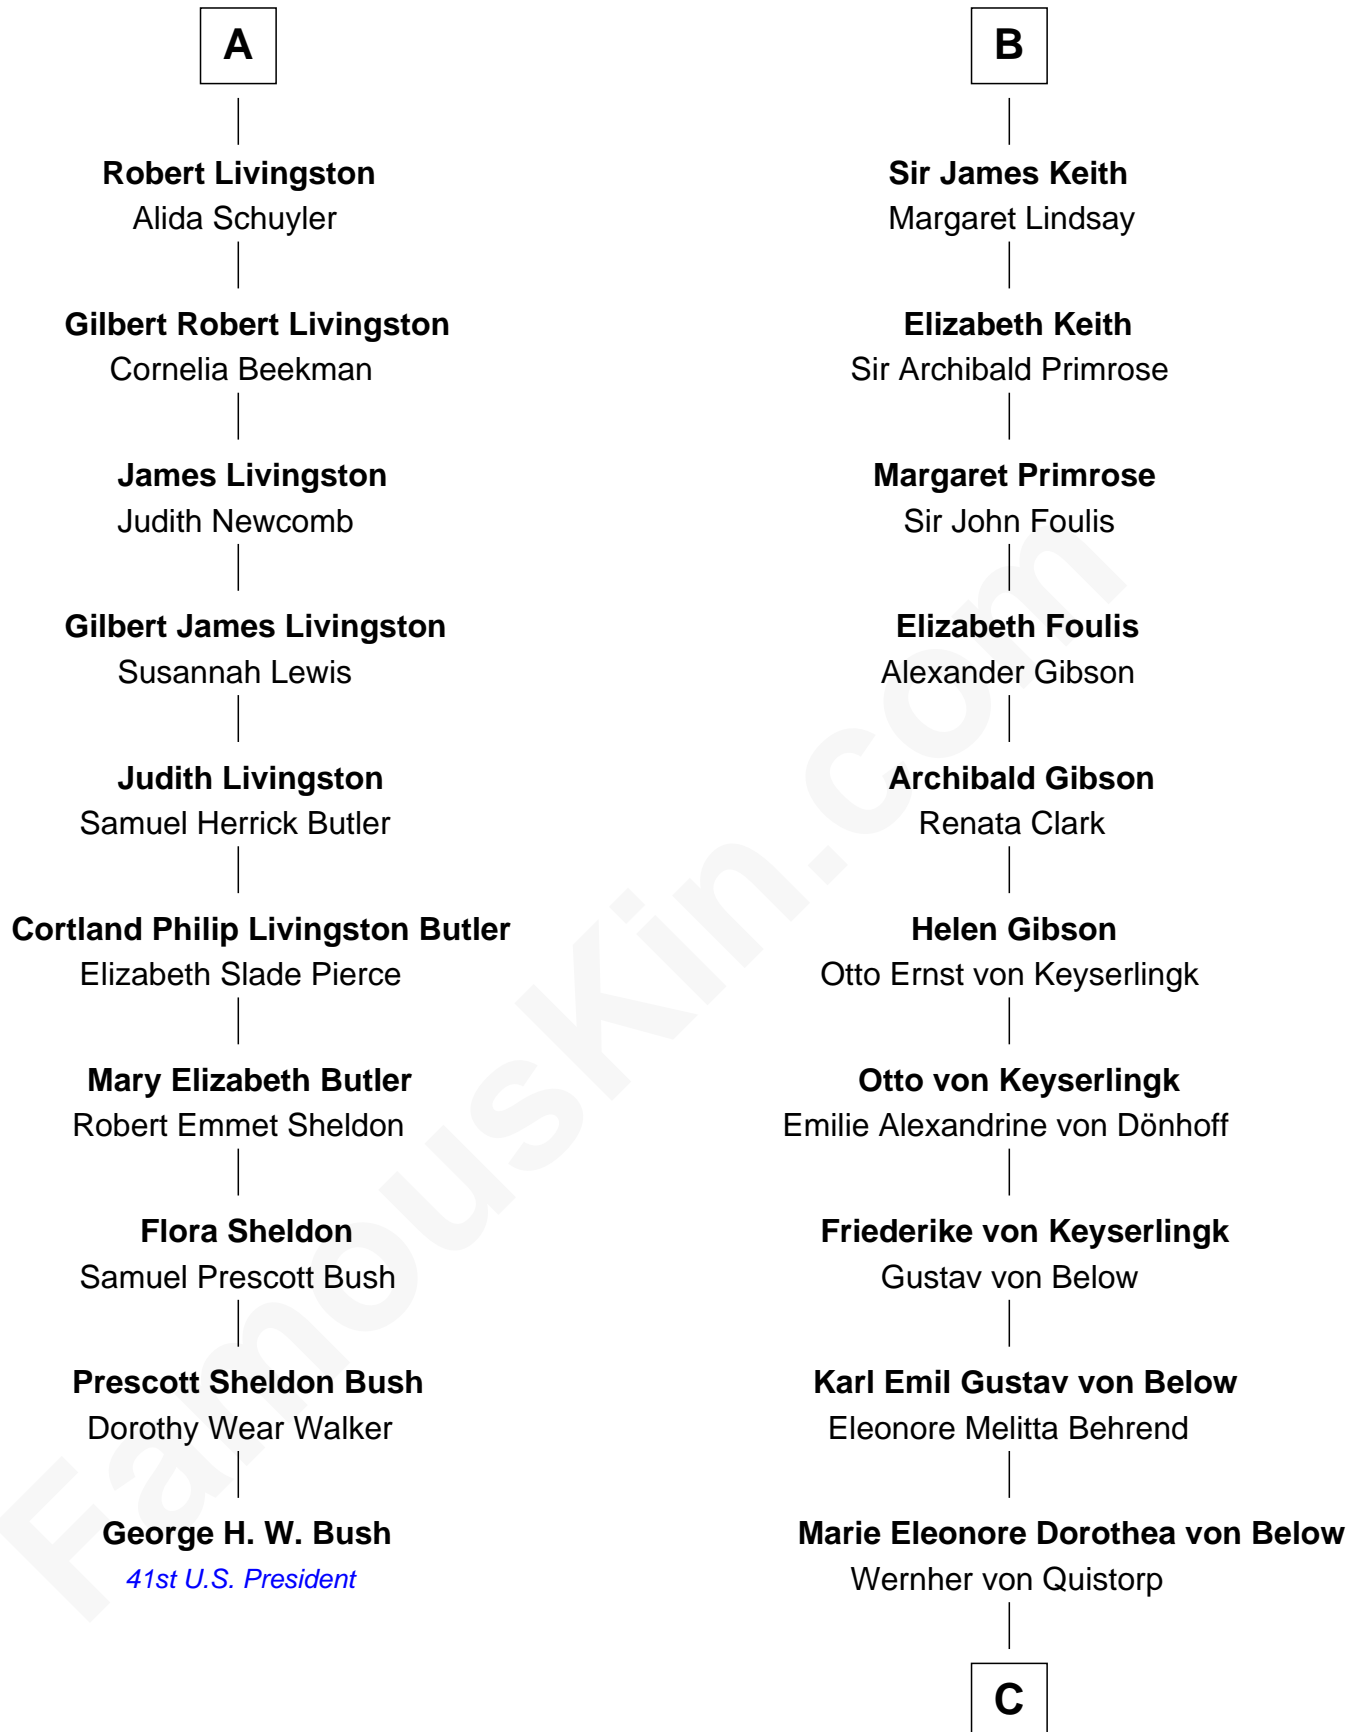 A
Robert Livingston
Alida Schuyler
Gilbert Robert Livingston
Cornelia Beekman
James Livingston
Judith Newcomb
Gilbert James Livingston
Susannah Lewis
Judith Livingston
Samuel Herrick Butler
Cortland Philip Livingston Butler
Elizabeth Slade Pierce
Mary Elizabeth Butler
Robert Emmet Sheldon
Flora Sheldon
Samuel Prescott Bush
Prescott Sheldon Bush
Dorothy Wear Walker
George H. W. Bush
41st U.S. President
B
Sir James Keith
Margaret Lindsay
Elizabeth Keith
Sir Archibald Primrose
Margaret Primrose
Sir John Foulis
Elizabeth Foulis
Alexander Gibson
Archibald Gibson
Renata Clark
Helen Gibson
Otto Ernst von Keyserlingk
Otto von Keyserlingk
Emilie Alexandrine von Dönhoff
Friederike von Keyserlingk
Gustav von Below
Karl Emil Gustav von Below
Eleonore Melitta Behrend
Marie Eleonore Dorothea von Below
Wernher von Quistorp
C
FamousKin.com